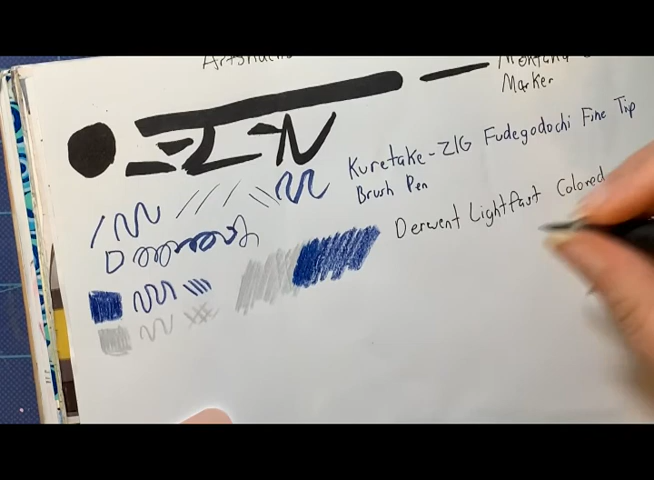 Marker
Kuretake-ZIG Fudegodochi Fine Tip
Brush Pen
Derwent Lightfast Colored